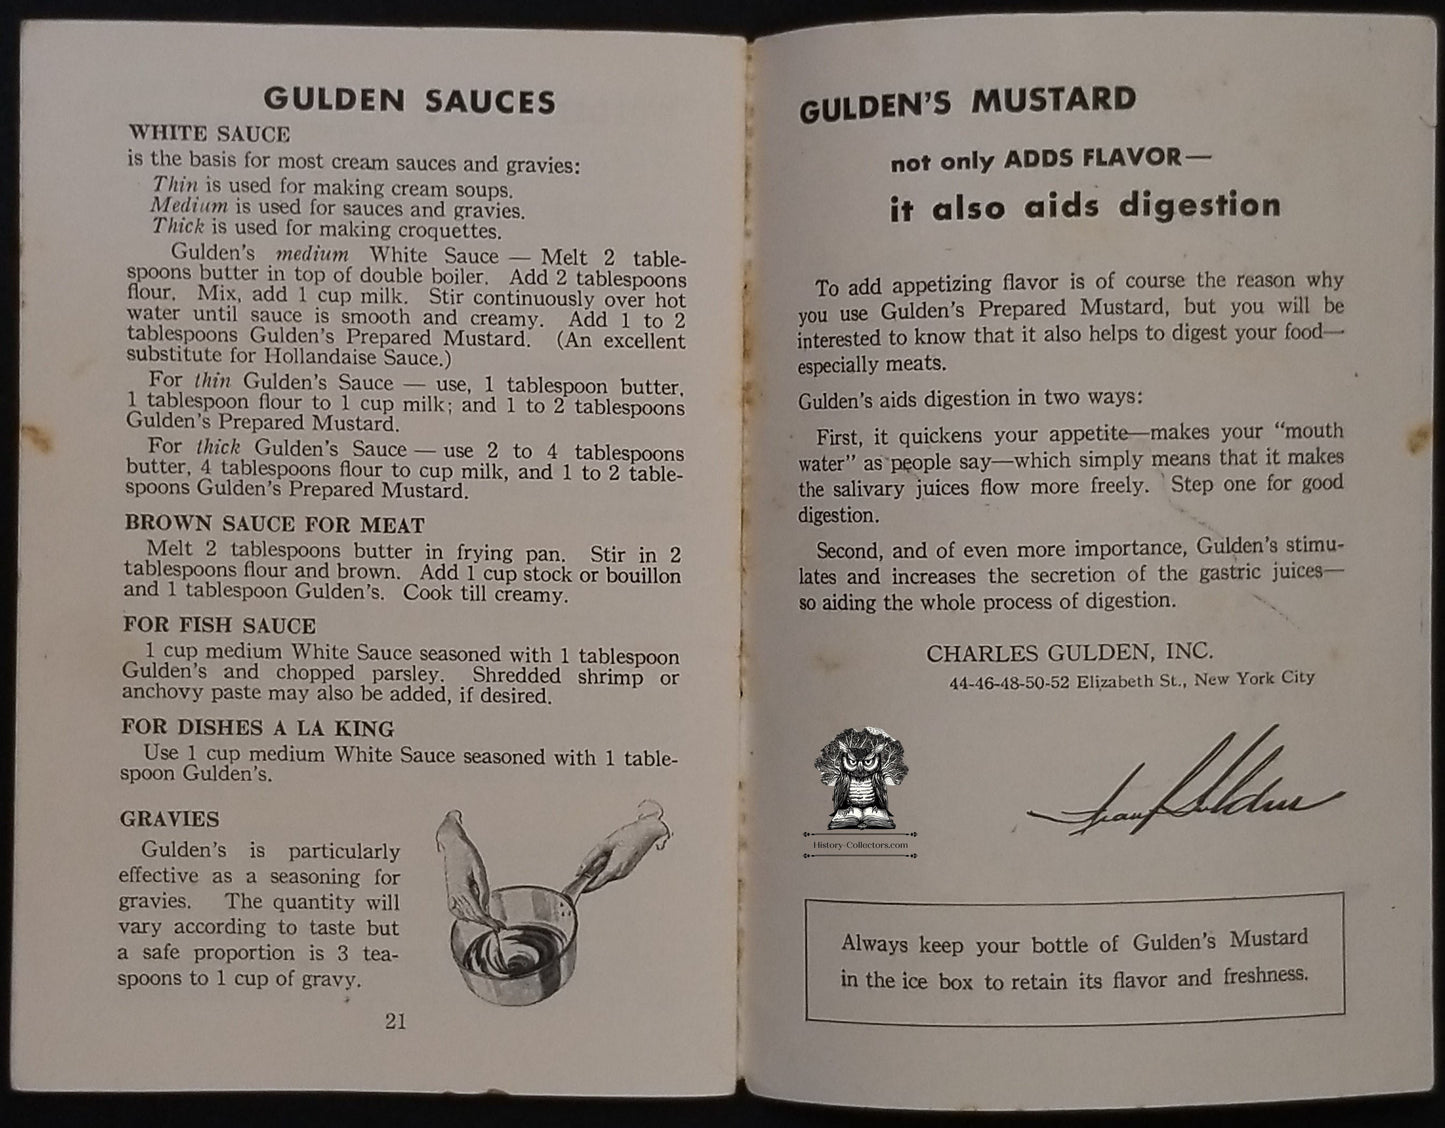 GULDEN SAUCES
WHITE SAUCE
is the basis for most cream sauces and gravies:
Thin is used for making cream soups.
Medium is used for sauces and gravies.
Thick is used for making croquettes.
Gulden's medium White Sauce — Melt 2 table-
spoons butter in top of double boiler. Add 2 tablespoons
flour. Mix, add 1 cup milk. Stir continuously over hot
water until sauce is smooth and creamy. Add 1 to 2
tablespoons Gulden's Prepared Mustard. (An excellent
substitute for Hollandaise Sauce.)
For thin Gulden's Sauce — use, 1 tablespoon butter,
1 tablespoon flour to 1 cup milk; and 1 to 2 tablespoons
Gulden's Prepared Mustard.
For thick Gulden's Sauce — use 2 to 4 tablespoons
butter, 4 tablespoons flour to cup milk, and 1 to 2 table-
spoons Gulden's Prepared Mustard.
BROWN SAUCE FOR MEAT
Melt 2 tablespoons butter in frying pan. Stir in 2
tablespoons flour and brown. Add 1 cup stock or bouillon
and 1 tablespoon Gulden's. Cook till creamy.
FOR FISH SAUCE
1 cup medium White Sauce seasoned with 1 tablespoon
Gulden's and chopped parsley. Shredded shrimp or
anchovy paste may also be added, if desired.
FOR DISHES A LA KING
Use 1 cup medium White Sauce seasoned with 1 table-
spoon Gulden's.
GRAVIES
Gulden's is particularly
effective as a seasoning for
gravies. The quantity will
vary according to taste but
a safe proportion is 3 tea-
spoons to 1 cup of gravy.
21
GULDEN'S MUSTARD
not only ADDS FLAVOR—
it also aids digestion
To add appetizing flavor is of course the reason why
you use Gulden's Prepared Mustard, but you will be
interested to know that it also helps to digest your food—
especially meats.
Gulden's aids digestion in two ways:
First, it quickens your appetite—makes your "mouth
water" as people say—which simply means that it makes
the salivary juices flow more freely. Step one for good
digestion.
Second, and of even more importance, Gulden's stimu-
lates and increases the secretion of the gastric juices—
so aiding the whole process of digestion.
CHARLES GULDEN, INC.
44-46-48-50-52 Elizabeth St., New York City
Gulden
History-Collectors.com
Always keep your bottle of Gulden's Mustard
in the ice box to retain its flavor and freshness.